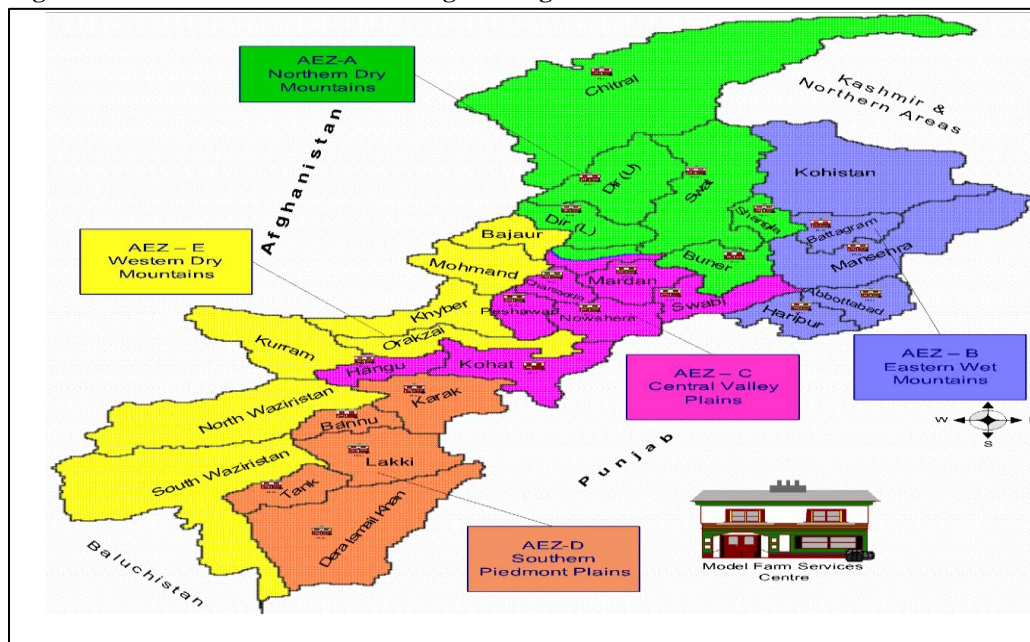 AEZ-A
Northern Dry
Mountains
Chitral
Kashmir &
Northern Areas
Afghanistan
Kohistan
Dir (U)
Swat
Shangla
Battagram
Dir (L)
Mansehra
Bajaur
Buner
AEZ – E
Western Dry
Mountains
Mohmand
Mardan
Abbottabad
Swabi
Haripur
Khyber
Nowshera
Orakzai
Kurram
Hangu
Kohat
AEZ – C
Central Valley
Plains
AEZ – B
Eastern Wet
Mountains
Karak
North Waziristan
Bannu
W
S
Lakki
South Waziristan
Punjab
Tank
Dera Ismail Khan
AEZ-D
Southern
Piedmont Plains
Baluchistan
Model Farm Services
Centre